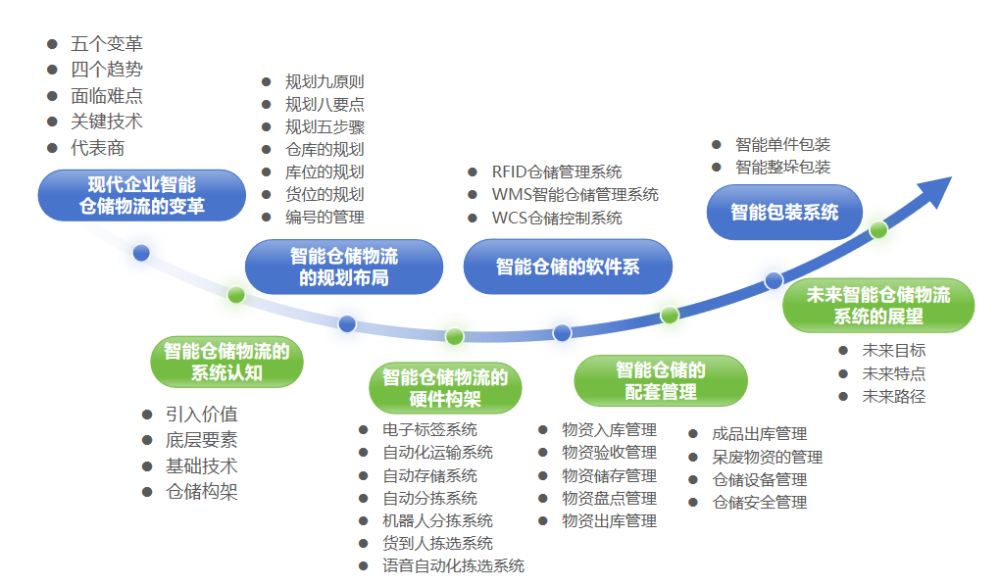 五个变革
四个趋势
面临难点
关键技术
代表商
现代企业智能
仓储物流的变革
智能仓储物流的
系统认知
引入价值
底层要素
基础技术
仓储构架
规划九原则
规划八要点
规划五步骤
仓库的规划
库位的规划
货位的规划
编号的管理
智能仓储物流
的规划布局
智能仓储物流的
硬件构架
电子标签系统
自动化运输系统
自动存储系统
自动分拣系统
机器人分拣系统
货到人拣选系统
语音自动化拣选系统
RFID仓储管理系统
WMS智能仓储管理系统
WCS仓储控制系统
智能仓储的软件系
智能仓储的
配套管理
物资入库管理
物资验收管理
物资储存管理
物资盘点管理
物资出库管理
成品出库管理
呆废物资的管理
仓储设备管理
仓储安全管理
智能单件包装
智能整垛包装
智能包装系统
未来智能仓储物流
系统的展望
未来目标
未来特点
未来路径